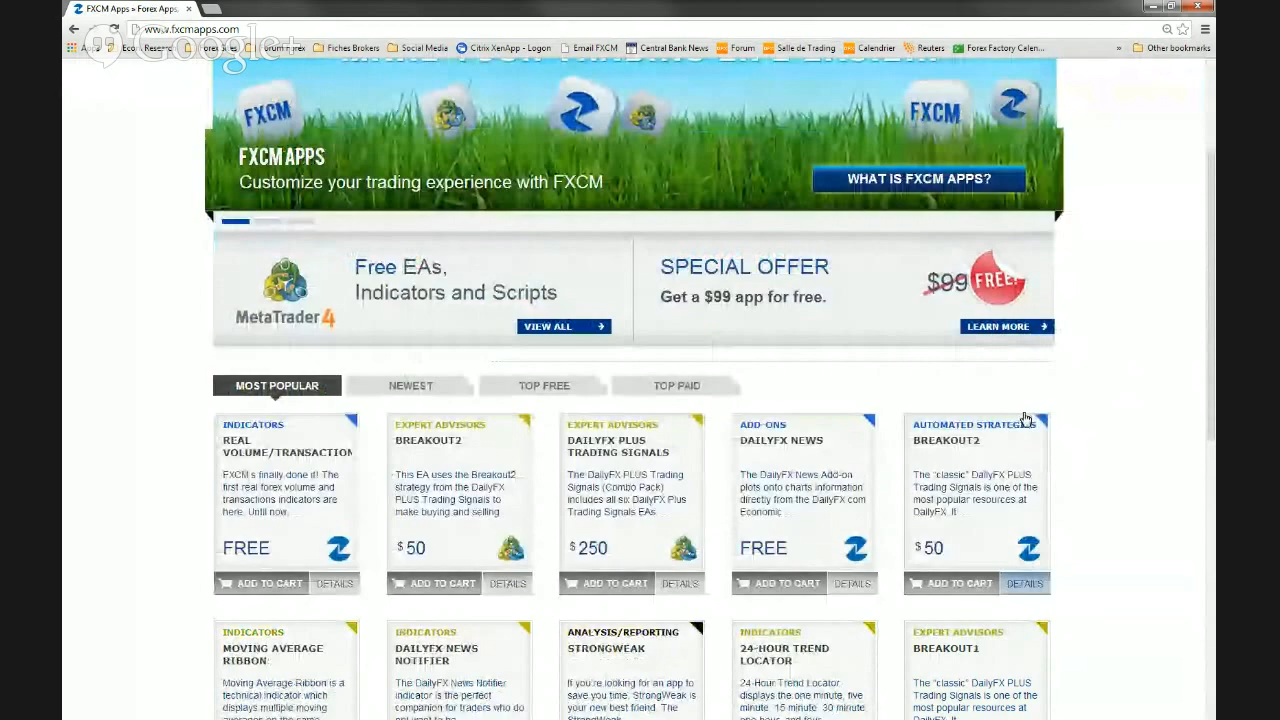 FXCM Apps » Forex Apps
www.fxcmapps.com
Google+
Fiches Brokers
Social Media
Citrix XenApp - Logon
Email FXCM
Central Bank News
Forum
Salle de Trading
Calendrier
Reuters
Forex Factory Calen...
»
Other bookmarks
FXCM
FXCM
FXCM APPS
Customize your trading experience with FXCM
WHAT IS FXCM APPS?
Free EAs,
Indicators and Scripts
MetaTrader 4
VIEW ALL
SPECIAL OFFER
Get a $99 app for free.
$99 FREE!
LEARN MORE
MOST POPULAR
NEWEST
TOP FREE
TOP PAID
INDICATORS
REAL
VOLUME/TRANSACTION
FXCM's finally done it! The
first real forex volume and
transactions indicators are
here. Until now,
FREE
ADD TO CART DETAILS
EXPERT ADVISORS
BREAKOUT2
This EA uses the Breakout2
strategy from the DailyFX
PLUS Trading Signals to
make buying and selling
$ 50
ADD TO CART DETAILS
EXPERT ADVISORS
DAILYFX PLUS
TRADING SIGNALS
The DailyFX PLUS Trading
Signals (Combo Pack)
includes all six DailyFX Plus
Trading Signals EAs
$ 250
ADD TO CART DETAILS
ADD-ONS
DAILYFX NEWS
The DailyFX News Add-on
plots onto charts information
directly from the DailyFX.com
Economic
FREE
ADD TO CART DETAILS
AUTOMATED STRATEGIES
BREAKOUT2
The "classic" DailyFX PLUS
Trading Signals is one of the
most popular resources at
DailyFX. It
$ 50
ADD TO CART DETAILS
INDICATORS
MOVING AVERAGE
RIBBON
Moving Average Ribbon is a
technical indicator which
displays multiple moving
INDICATORS
DAILYFX NEWS
NOTIFIER
The DailyFX News Notifier
indicator is the perfect
companion for traders who do
ANALYSIS/REPORTING
STRONGWEAK
If you're looking for an app to
save you time, StrongWeak is
your new best friend. The
INDICATORS
24-HOUR TREND
LOCATOR
24-Hour Trend Locator
displays the one minute, five
minute, 15 minute, 30 minute
EXPERT ADVISORS
BREAKOUT1
The "classic" DailyFX PLUS
Trading Signals is one of the
most popular resources at